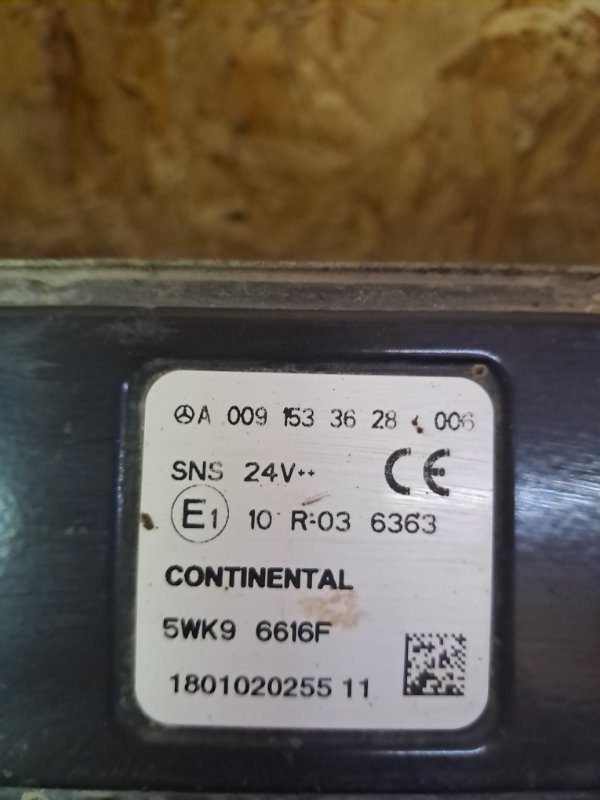 A 009 153 36 28 < 006
SNS 24V++
CE
E1 10 R-03 6363
CONTINENTAL
5WK9 6616F
1801020255 11